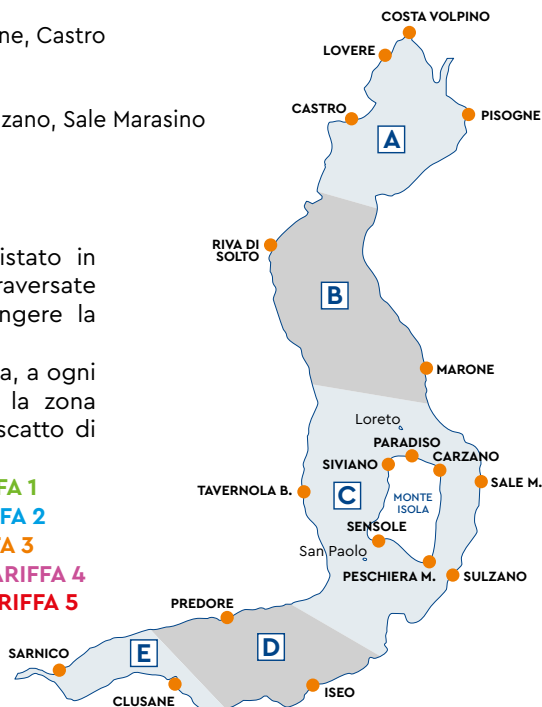 ne, Castro
zano, Sale Marasino
istato in
raversate
ngere la
a, a ogni
la zona
scatto di
FA 1
FA 2
A 3
ARIFFA 4
RIFFA 5
COSTA VOLPINO
LOVERE
CASTRO
PISOGNE
A
RIVA DI
SOLTO
B
MARONE
Loreto
PARADISO
CARZANO
SIVIANO
SALE M.
TAVERNOLA B.
C
MONTE
ISOLA
SENSOLE
San Paolo
PESCHIERA M.
SULZANO
PREDORE
D
SARNICO
E
ISEO
CLUSANE